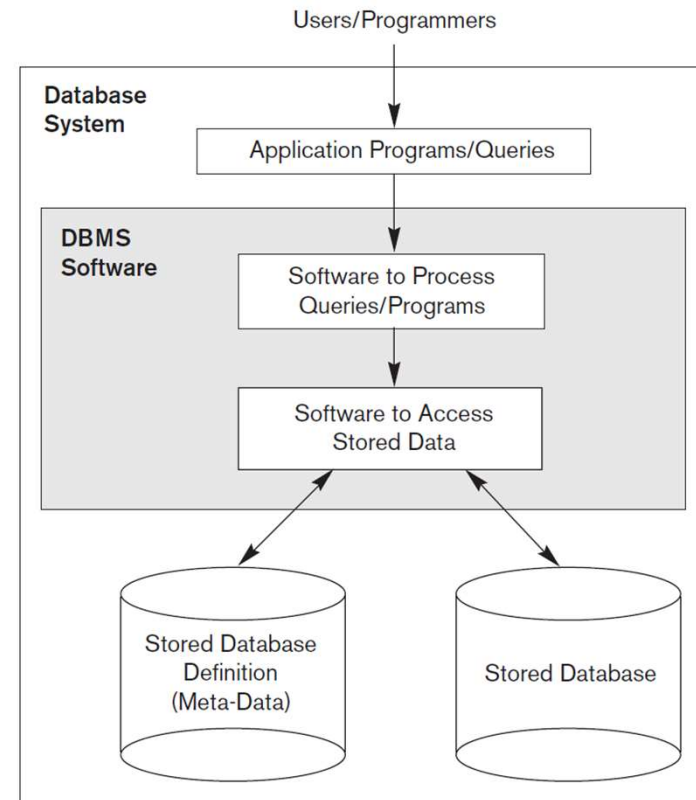 Users/Programmers
Database
System
Application Programs/Queries
DBMS
Software
Software to Process
Queries/Programs
Software to Access
Stored Data
Stored Database
Definition
(Meta-Data)
Stored Database